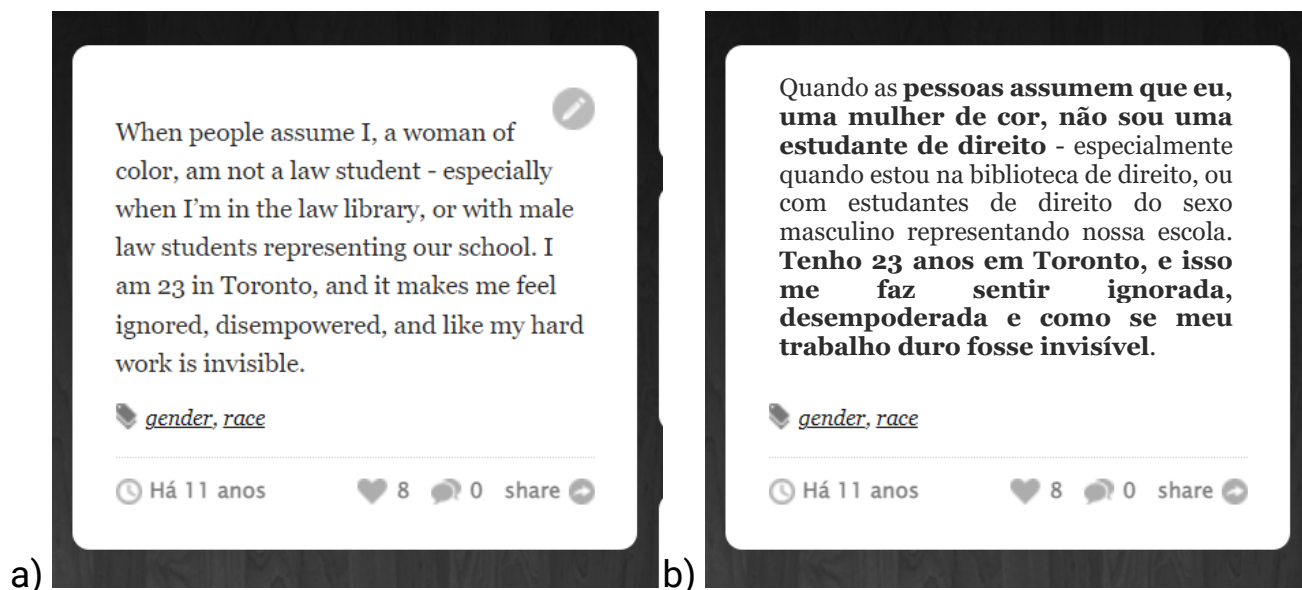 When people assume I, a woman of
color, am not a law student - especially
when I'm in the law library, or with male
law students representing our school. I
am 23 in Toronto, and it makes me feel
ignored, disempowered, and like my hard
work is invisible.
gender, race
Há 11 anos 8 0 share
a)
Quando as pessoas assumem que eu,
uma mulher de cor, não sou uma
estudante de direito - especialmente
quando estou na biblioteca de direito, ou
com estudantes de direito do sexo
masculino representando nossa escola.
Tenho 23 anos em Toronto, e isso
me faz sentir ignorada,
desempoderada e como se meu
trabalho duro fosse invisível.
gender, race
Há 11 anos 8 0 share
b)